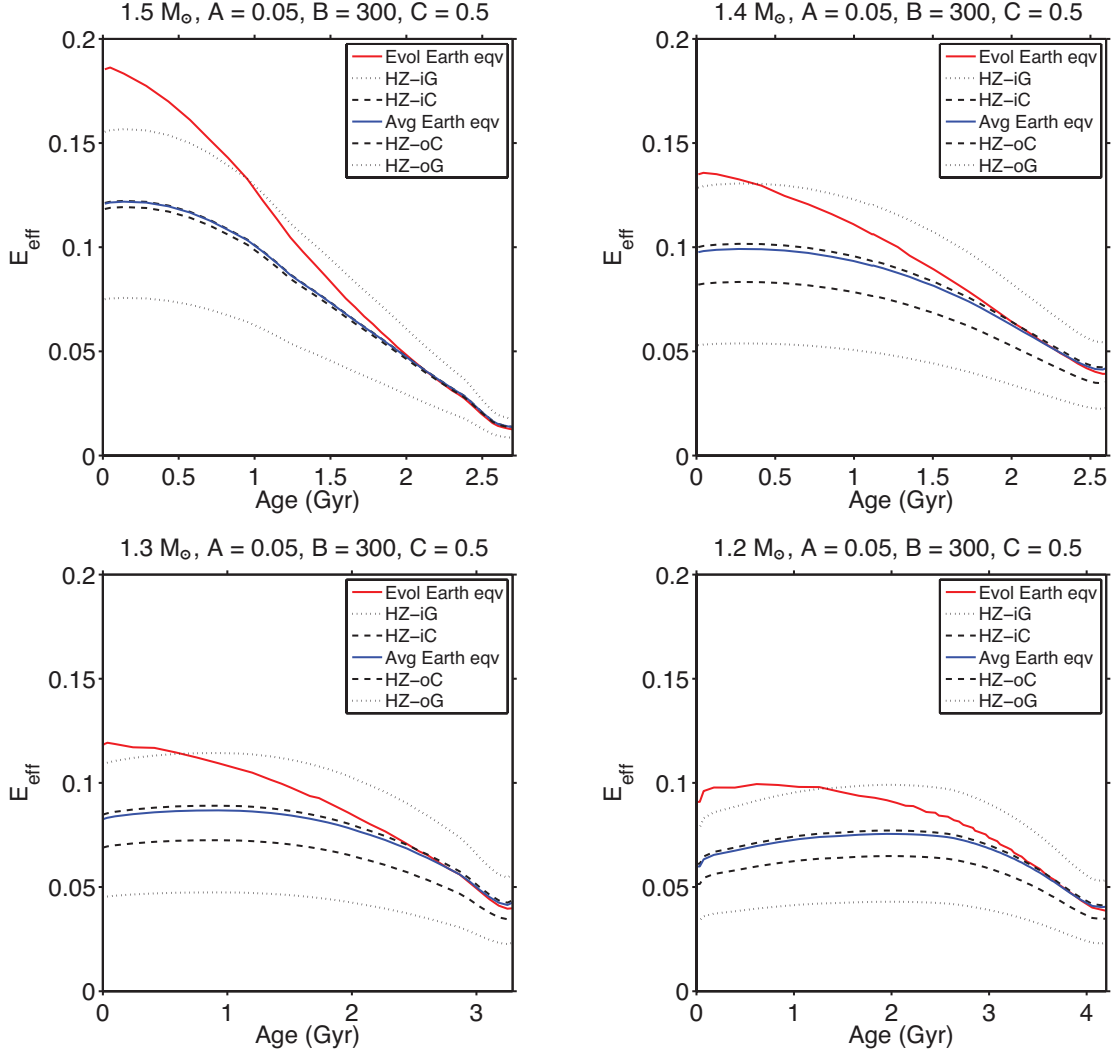 1.5 M⊙, A = 0.05, B = 300, C = 0.5
0.2
0.15
0.1
0.05
0
E_eff
Evol Earth eqv
HZ−iG
HZ−iC
Avg Earth eqv
HZ−oC
HZ−oG
0 0.5 1 1.5 2 2.5
Age (Gyr)
1.4 M⊙, A = 0.05, B = 300, C = 0.5
0.2
0.15
0.1
0.05
0
E_eff
Evol Earth eqv
HZ−iG
HZ−iC
Avg Earth eqv
HZ−oC
HZ−oG
0 0.5 1 1.5 2 2.5
Age (Gyr)
1.3 M⊙, A = 0.05, B = 300, C = 0.5
0.2
0.15
0.1
0.05
0
E_eff
Evol Earth eqv
HZ−iG
HZ−iC
Avg Earth eqv
HZ−oC
HZ−oG
0 1 2 3
Age (Gyr)
1.2 M⊙, A = 0.05, B = 300, C = 0.5
0.2
0.15
0.1
0.05
0
E_eff
Evol Earth eqv
HZ−iG
HZ−iC
Avg Earth eqv
HZ−oC
HZ−oG
0 1 2 3 4
Age (Gyr)